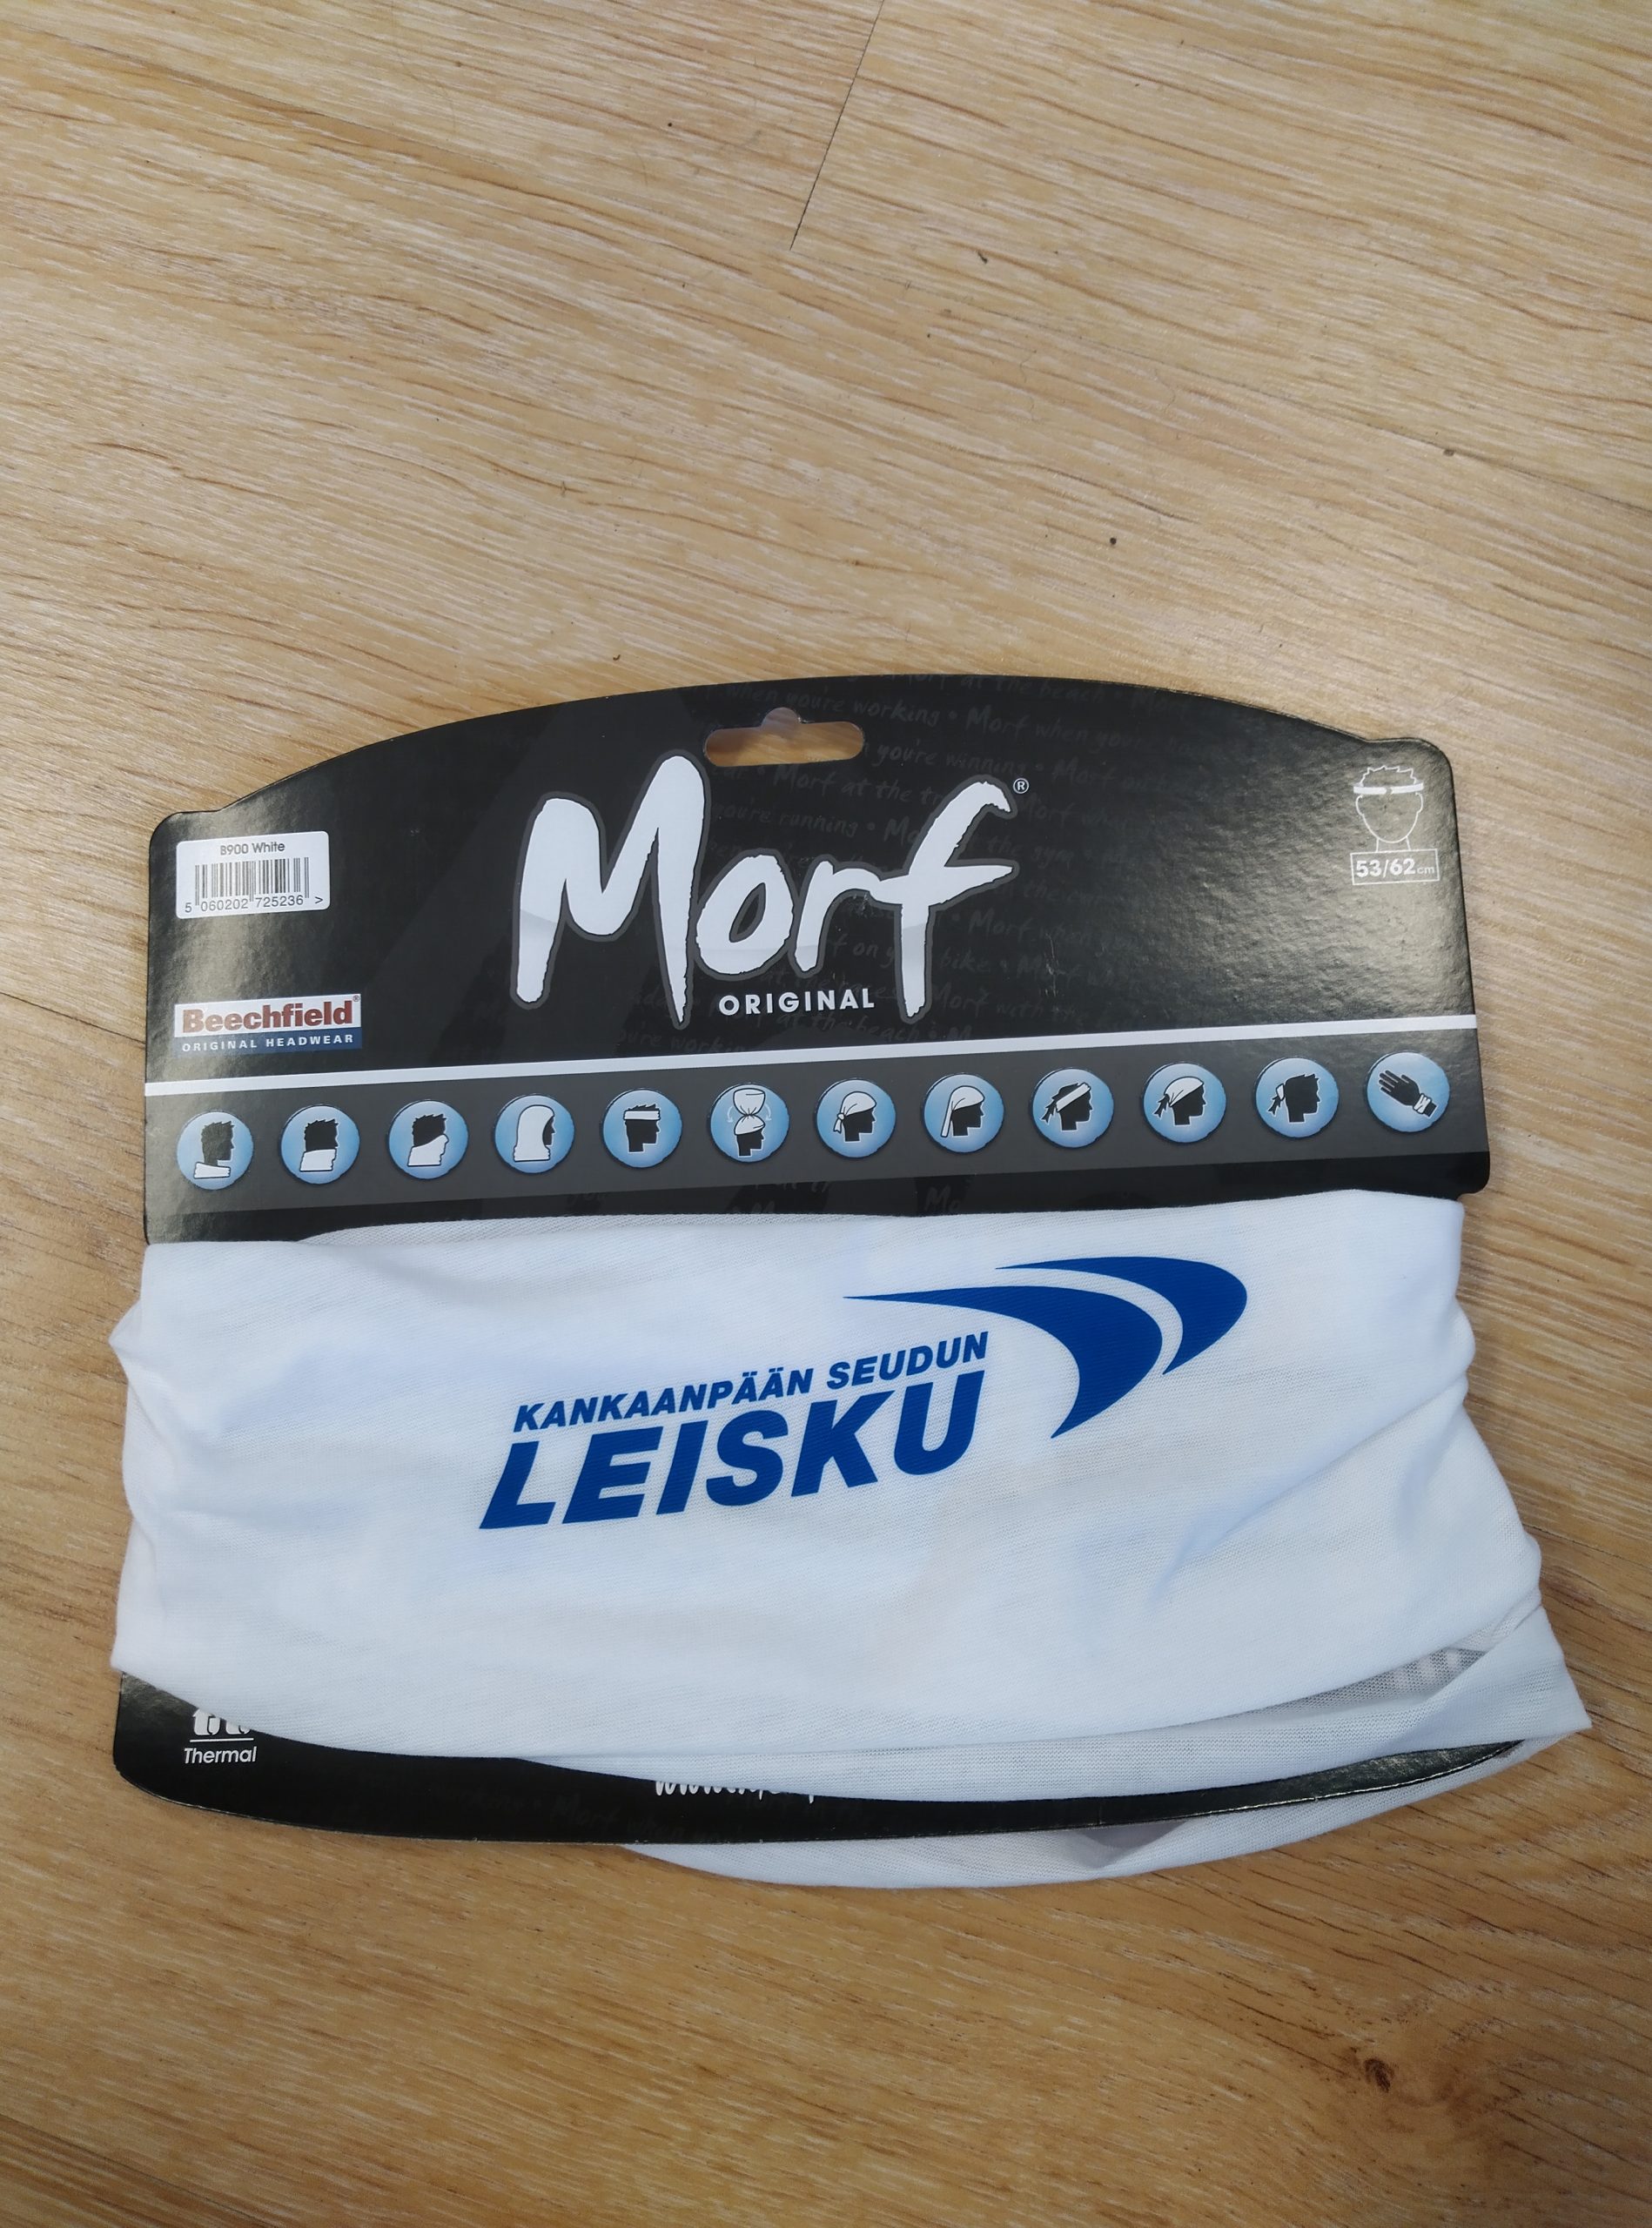 B900 White
5 060202 725236 >
Morf®
ORIGINAL
53/62cm
Beechfield®
ORIGINAL HEADWEAR
KANKAANPÄÄN SEUDUN
LEISKU
Thermal